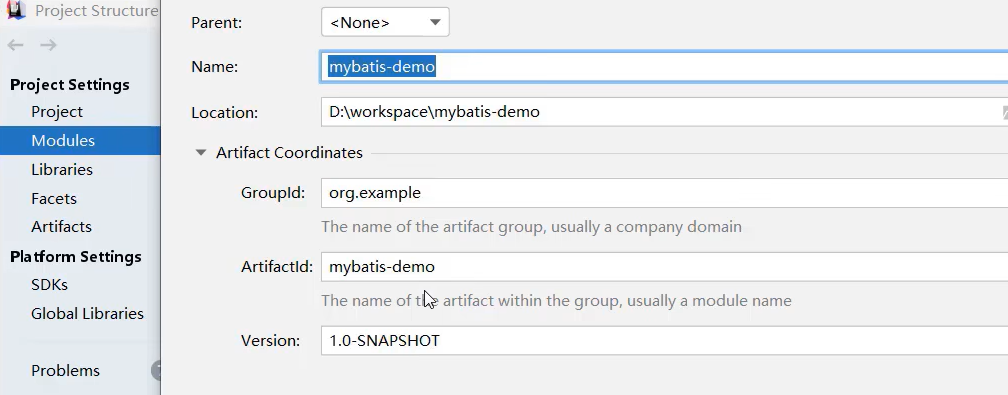 Project Structure
Project Settings
Project
Modules
Libraries
Facets
Artifacts
Platform Settings
SDKs
Global Libraries
Problems
Parent:
<None>
Name:
mybatis-demo
Location:
D:\workspace\mybatis-demo
Artifact Coordinates
GroupId:
org.example
The name of the artifact group, usually a company domain
ArtifactId:
mybatis-demo
The name of the artifact within the group, usually a module name
Version:
1.0-SNAPSHOT